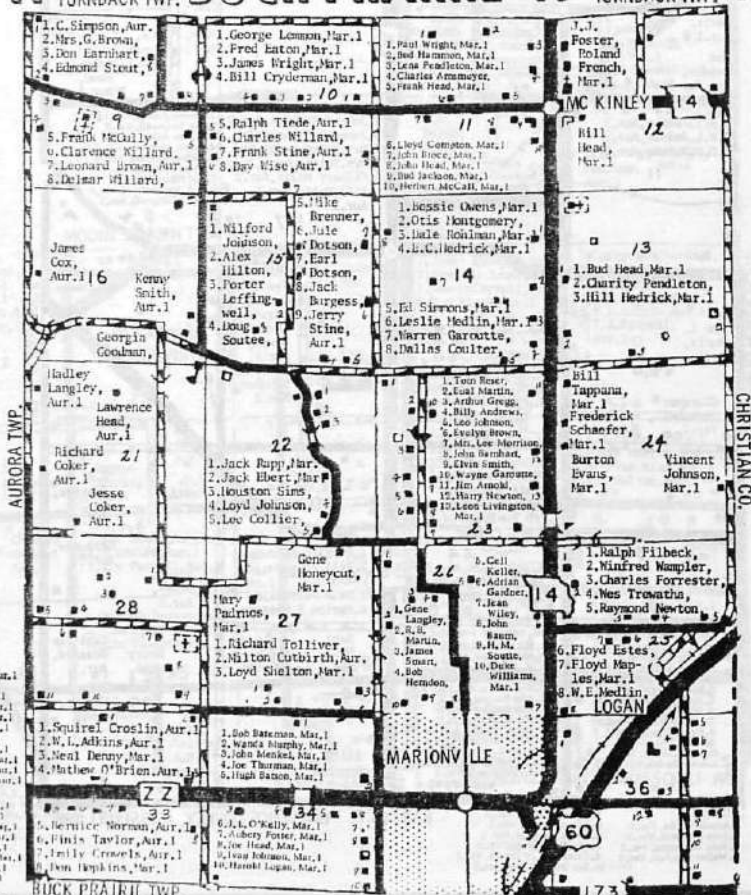 TURNBACK TWP.
TURNBACK TWP.
1.C. Simpson, Aur.
2.Mrs.G.Brown,
3.Don Earnhart,
4.Edmond Stout,
1.George Lemmon,Mar.1
2.Fred Eaton,Mar.1
3.James Wright,Mar.1
4.Bill Cryderman,Mar.1
10
1.Paul Wright, Mar.1
2.Bud Hammon, Mar.1
3.Lena Pendleton, Mar.1
4.Charles Arnsmeyer,
5.Frank Head, Mar.1
J.J.
Foster,
Roland
French,
Mar.1
MC KINLEY 14
9
5.Frank McCully,
6.Clarence Willard,
7.Leonard Brown,Aur.1
8.Delmar Willard,
5.Ralph Tiede,Aur.1
6.Charles Willard,
7.Frank Stine,Aur.1
8.Day Wise,Aur.1
11
6.Lloyd Compton, Mar.1
7.John Bruce, Mar.1
8.John Head, Mar.1
9.Bud Jackson, Mar.1
10.Herbert McCall, Mar.1
12
Bill
Head,
Mar.1
James
Cox,
Aur.1
16
Kenny
Smith,
Aur.1
Georgia
Goodman,
1.Wilford
Johnson,
2.Alex
Hilton,
3.Porter
Leffing
well,
4.Doug
Soutee,
15
5.Mike
Brenner,
6.Jule
Dotson,
7.Earl
Dotson,
8.Jack
Burgess,
9.Jerry
Stine,
Aur.1
1.Bessie Owens,Mar.1
2.Otis Montgomery,
3.Dale Rohlman,Mar.1
4.E.C.Hedrick,Mar.1
14
5.Ed Simmons,Mar.1
6.Leslie Medlin,Mar.1
7.Warren Garoutte,
8.Dallas Coulter,
13
1.Bud Head,Mar.1
2.Charity Pendleton,
3.Bill Hedrick,Mar.1
Hadley
Langley,
Aur.1
Lawrence
Head,
Aur.1
Richard
Coker,
Aur.1
21
Jesse
Coker,
Aur.1
22
1.Jack Rapp,Mar.
2.Jack Ebert,Mar
3.Houston Sims,
4.Loyd Johnson,
5.Leo Collier,
1.Tom Reser,
2.Eual Martin,
3.Arthur Gregg,
4.Billy Andrews,
5.Leo Johnson,
6.Evelyn Brown,
7.Mrs.Lee Morrison,
8.John Barnhart,
9.Elvin Smith,
10.Wayne Garoutte,
11.Jim Arnold,
12.Harry Newton,
13.Leon Livingston,
Mar.1
23
Bill
Tappana,
Mar.1
Frederick
Schaefer,
Mar.1
24
Burton
Evans,
Mar.1
Vincent
Johnson,
Mar.1
AURORA TWP.
CHRISTIAN CO.
28
Gene
Honeycut,
Mar.1
Mary
Padrnos,
Mar.1
27
1.Richard Tolliver,
2.Milton Cutbirth,Aur.
3.Loyd Shelton,Mar.1
26
1.Gene
Langley,
2.R.B.
Martin,
3.James
Smart,
4.Bob
Herndon,
5.Cell
Keller,
6.Adrian
Gardner,
7.Jean
Wiley,
8.John
Baum,
9.H.M.
Soutte,
10.Duke
Williams,
Mar.1
14
1.Ralph Filbeck,
2.Winfred Wampler,
3.Charles Forrester,
4.Wes Trewatha,
5.Raymond Newton,
25
6.Floyd Estes,
7.Floyd Map-
les,Mar.1
8.W.E.Medlin,
LOGAN
1.Squirel Croslin,Aur.1
2.W.L.Adkins,Aur.1
3.Neal Denny,Mar.1
4.Mathew O'Brien,Aur.1
1.Bob Bateman, Mar.1
2.Wanda Murphy, Mar.1
3.John Menkel, Mar.1
4.Joe Thurman, Mar.1
5.Hugh Batson, Mar.1
MARIONVILLE
ZZ
33
34
36
60
5.Bernice Norman,Aur.1
6.Finis Taylor,Aur.1
7.Emily Crowels,Aur.1
8.Don Hopkins,Mar.1
6.J.L.O'Kelly, Mar.1
7.Aubery Foster, Mar.1
8.Joe Head, Mar.1
9.Ivan Johnson, Mar.1
10.Harold Logan, Mar.1
BUCK PRAIRIE TWP.